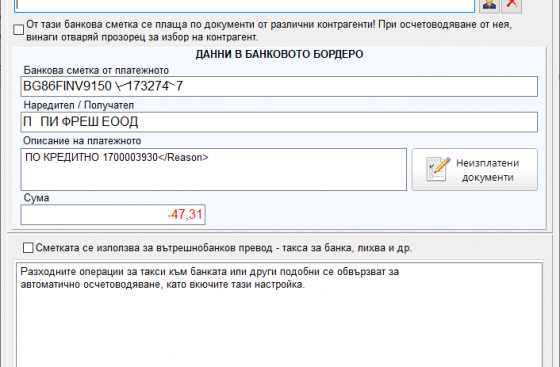 От тази банкова сметка се плаща по документи от различни контрагенти! При осчетоводяване от нея,
винаги отваряй прозорец за избор на контрагент.
ДАННИ В БАНКОВОТО БОРДЕРО
Банкова сметка от платежното
BG86FINV9150 173274 7
Наредител / Получател
П ПИ ФРЕШ ЕООД
Описание на платежното
ПО КРЕДИТНО 1700003930</Reason>
Неизплатени
документи
Сума
-47,31
Сметката се използва за вътрешнобанков превод - такса за банка, лихва и др.
Разходните операции за такси към банката или други подобни се обвързват за
автоматично осчетоводяване, като вкючите тази настройка.